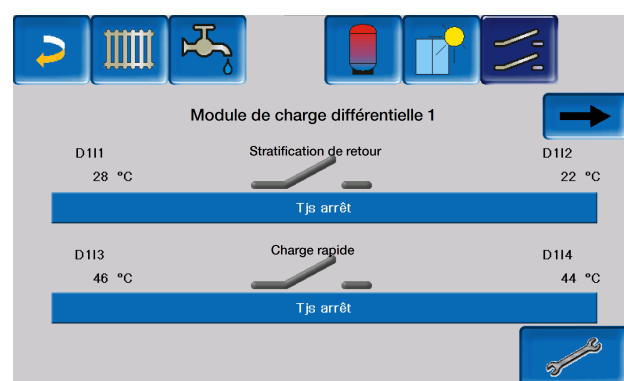 Module de charge différentielle 1
D1I1 Stratification de retour D1I2
28 °C 22 °C
Tjs arrêt
D1I3 Charge rapide D1I4
46 °C 44 °C
Tjs arrêt